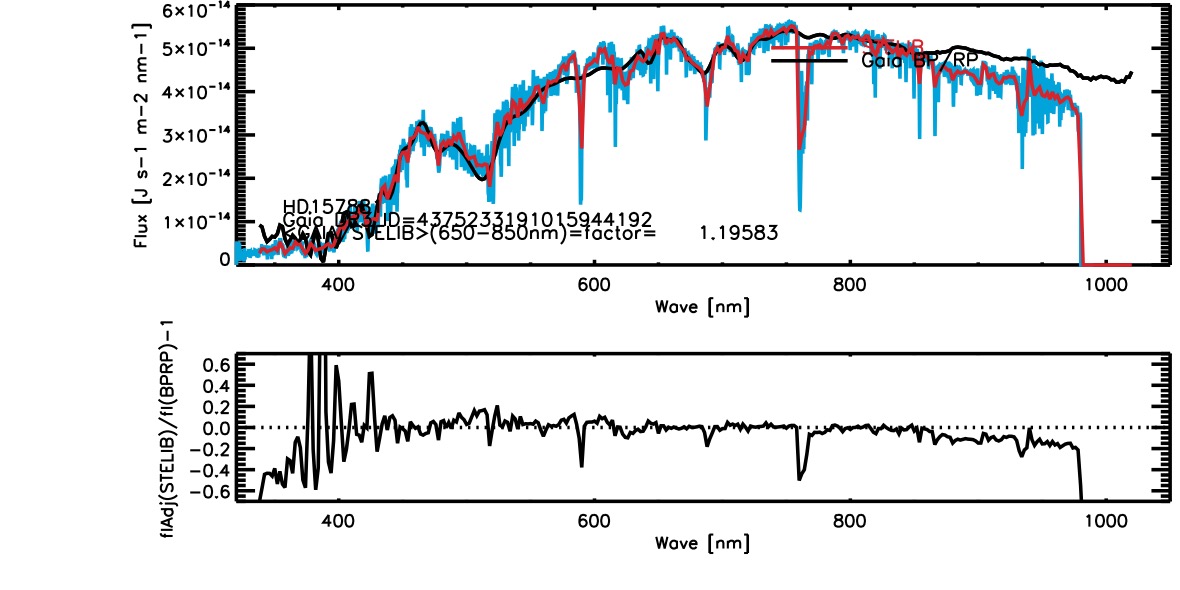 6×10−14
5×10−14
4×10−14
3×10−14
2×10−14
1×10−14
0
Flux [J s−1 m−2 nm−1]
Gaia BP/RP
HD157881
Gaia DR3 ID=4375233191015944192
<GAIA/STELIB>(650−850nm)=factor= 1.19583
400 600 800 1000
Wave [nm]
0.6
0.4
0.2
0.0
−0.2
−0.4
−0.6
flAdj(STELIB)/fl(BPRP)−1
400 600 800 1000
Wave [nm]